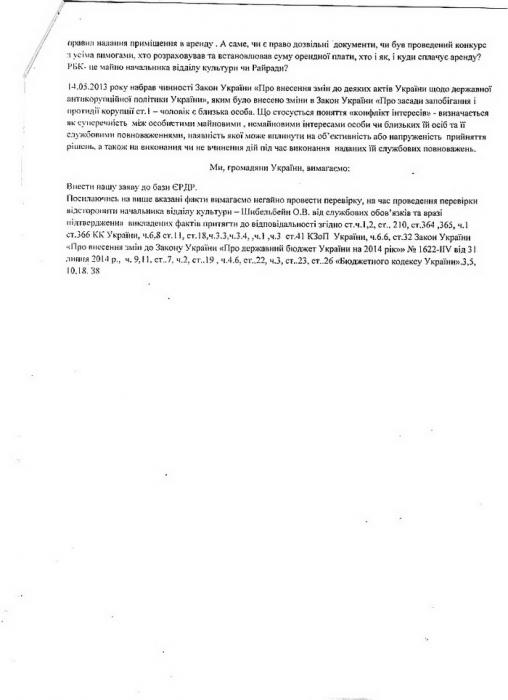 правил надання приміщення в аренду . А саме, чи є право дозвільні документи, чи був проведений конкурс
з усіма вимогами, хто розраховував та встановлював суму орендної плати, хто і як, і куди сплачує аренду?
РБК- це майно начальника відділу культури чи Райради?
14.05.2013 року набрав чинності Закон України «Про внесення змін до деяких актів України щодо державної
антикорупційної політики України», яким було внесено зміни в Закон України «Про засади запобігання і
протидії корупції ст.1 – чоловік є близька особа. Що стосується поняття «конфлікт інтересів» - визначається
як суперечність між особистими майновими , немайновими інтересами особи чи близьких їй осіб та її
службовими повноваженнями, наявність якої може вплинути на об'єктивність або напруженість прийняття
рішень, а також на виконання чи не вчинення дій під час виконання наданих їй службових повноважень.
Ми, громадяни України, вимагаємо:
Внести нашу заяву до бази ЄРДР.
Посилаючись на вище вказані факти вимагаємо негайно провести перевірку, на час проведення перевірки
відсторонити начальника відділу культури – Шибельбейн О.В. від службових обов'язків та вразі
підтвердження викладених фактів притягти до відповідальності згідно ст.ч.1,2, ст., 210, ст.364 ,365, ч.1
ст.366 КК України, ч.6,8 ст.11, ст.18,ч.3.3,ч.3.4, ,ч.1 ,ч.3 ст.41 КЗоП України, ч.6.6, ст.32 Закон України
«Про внесення змін до Закону України «Про державний бюджет України на 2014 рік»» № 1622-IIV від 31
липня 2014 р., ч. 9,11, ст..7, ч.2, ст..19 , ч.4.6, ст..22, ч.3, ст..23, ст..26 «Бюджетного кодексу України».3,5,
10.18. 38